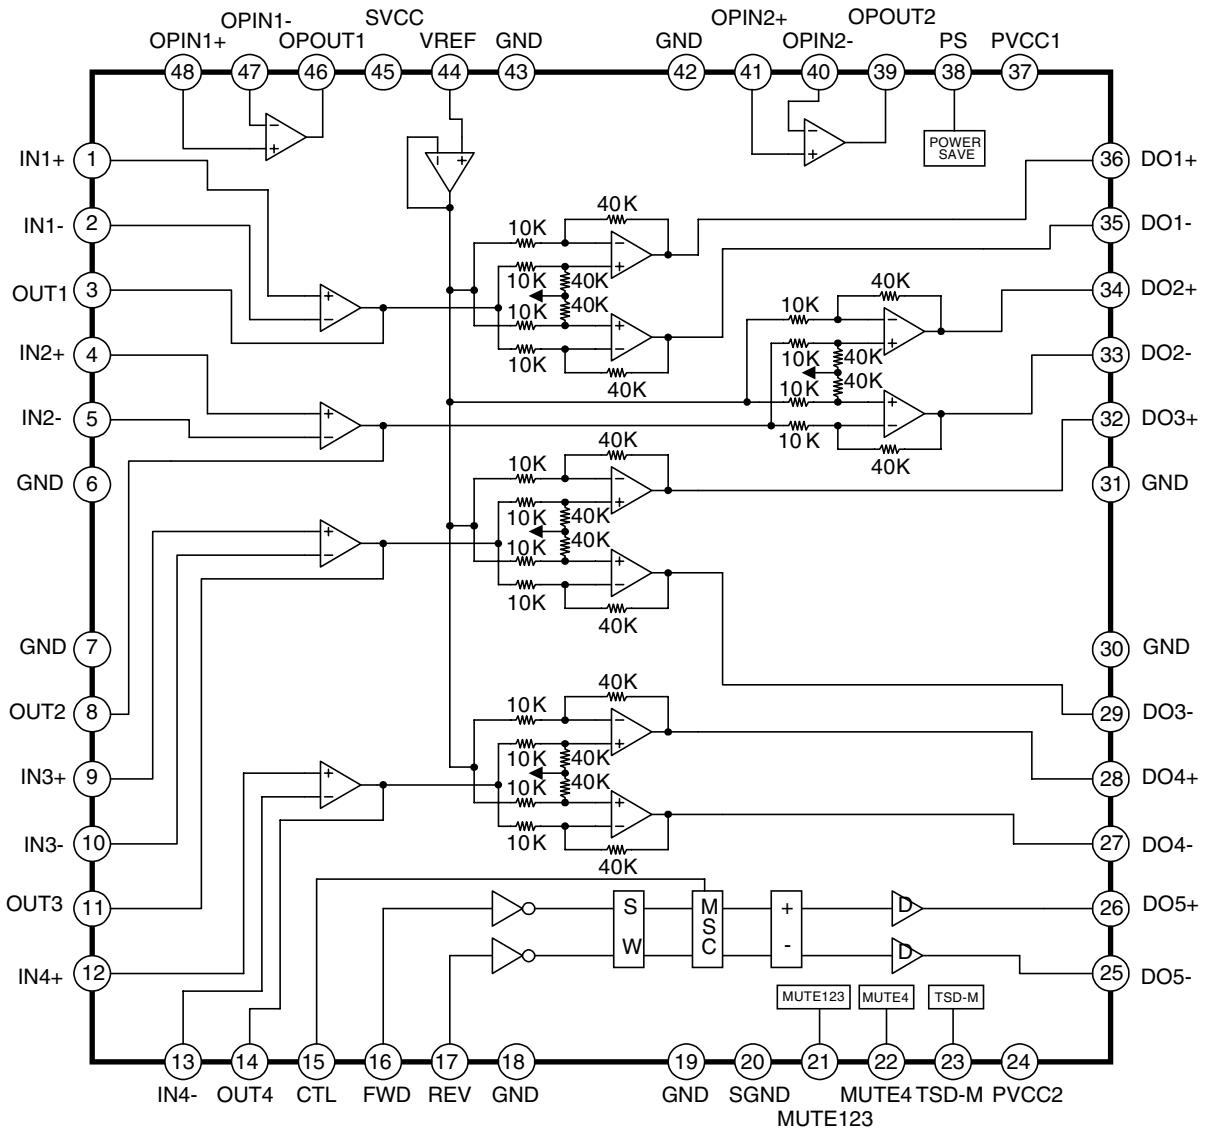 OPIN1- SVCC OPIN2+ OPOUT2
OPIN1+ OPOUT1 VREF GND GND OPIN2- PS PVCC1
48 47 46 45 44 43 42 41 40 39 38 37
- + - + - +
POWER
SAVE
IN1+ 1 36 DO1+
IN1- 2 35 DO1-
OUT1 3 34 DO2+
IN2+ 4 33 DO2-
IN2- 5 32 DO3+
GND 6 31 GND
GND 7 30 GND
OUT2 8 29 DO3-
IN3+ 9 28 DO4+
IN3- 10 27 DO4-
OUT3 11 26 DO5+
IN4+ 12 25 DO5-
40K
10K - +
10K 40K
10K 40K + -
10K 40K
+ -
40K
10K - +
10K 40K
10K 40K + -
10K 40K
+ -
40K
10K - +
10K 40K
10K 40K + -
10K 40K
+ -
40K
10K - +
10K 40K
10K 40K + -
10K 40K
+ -
S
W
M
S
C
+
-
D
D
MUTE123 MUTE4 TSD-M
13 14 15 16 17 18 19 20 21 22 23 24
IN4- OUT4 CTL FWD REV GND GND SGND MUTE4 TSD-M PVCC2
MUTE123